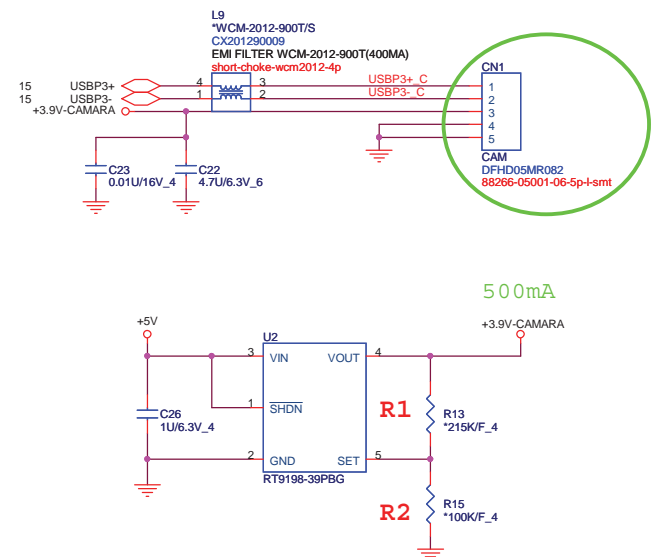 L9
*WCM-2012-900T/S
CX201290009
EMI FILTER WCM-2012-900T(400MA)
short-choke-wcm2012-4p
15 USBP3+ 4 3 USBP3+_C
15 USBP3- 1 2 USBP3-_C
+3.9V-CAMARA
CN1
1
2
3
4
5
CAM
DFHD05MR082
88266-05001-06-5p-l-smt
C23
0.01U/16V_4
C22
4.7U/6.3V_6
500mA
+5V
+3.9V-CAMARA
U2
3 VIN VOUT 4
1 SHDN
2 GND SET 5
RT9198-39PBG
C26
1U/6.3V_4
R1
R13
*215K/F_4
R2
R15
*100K/F_4